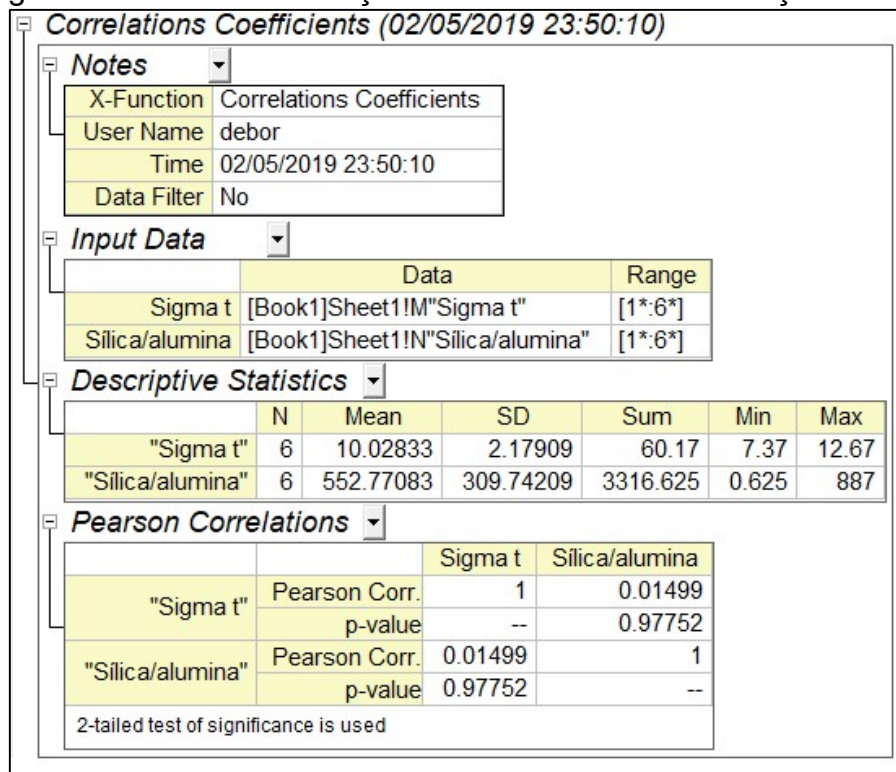 Correlations Coefficients (02/05/2019 23:50:10)
Notes
X-Function Correlations Coefficients
User Name debor
Time 02/05/2019 23:50:10
Data Filter No
Input Data
Data Range
Sigma t [Book1]Sheet1!M"Sigma t" [1*:6*]
Sílica/alumina [Book1]Sheet1!N"Sílica/alumina" [1*:6*]
Descriptive Statistics
N Mean SD Sum Min Max
"Sigma t" 6 10.02833 2.17909 60.17 7.37 12.67
"Sílica/alumina" 6 552.77083 309.74209 3316.625 0.625 887
Pearson Correlations
Sigma t Sílica/alumina
"Sigma t" Pearson Corr. 1 0.01499
p-value -- 0.97752
"Sílica/alumina" Pearson Corr. 0.01499 1
p-value 0.97752 --
2-tailed test of significance is used